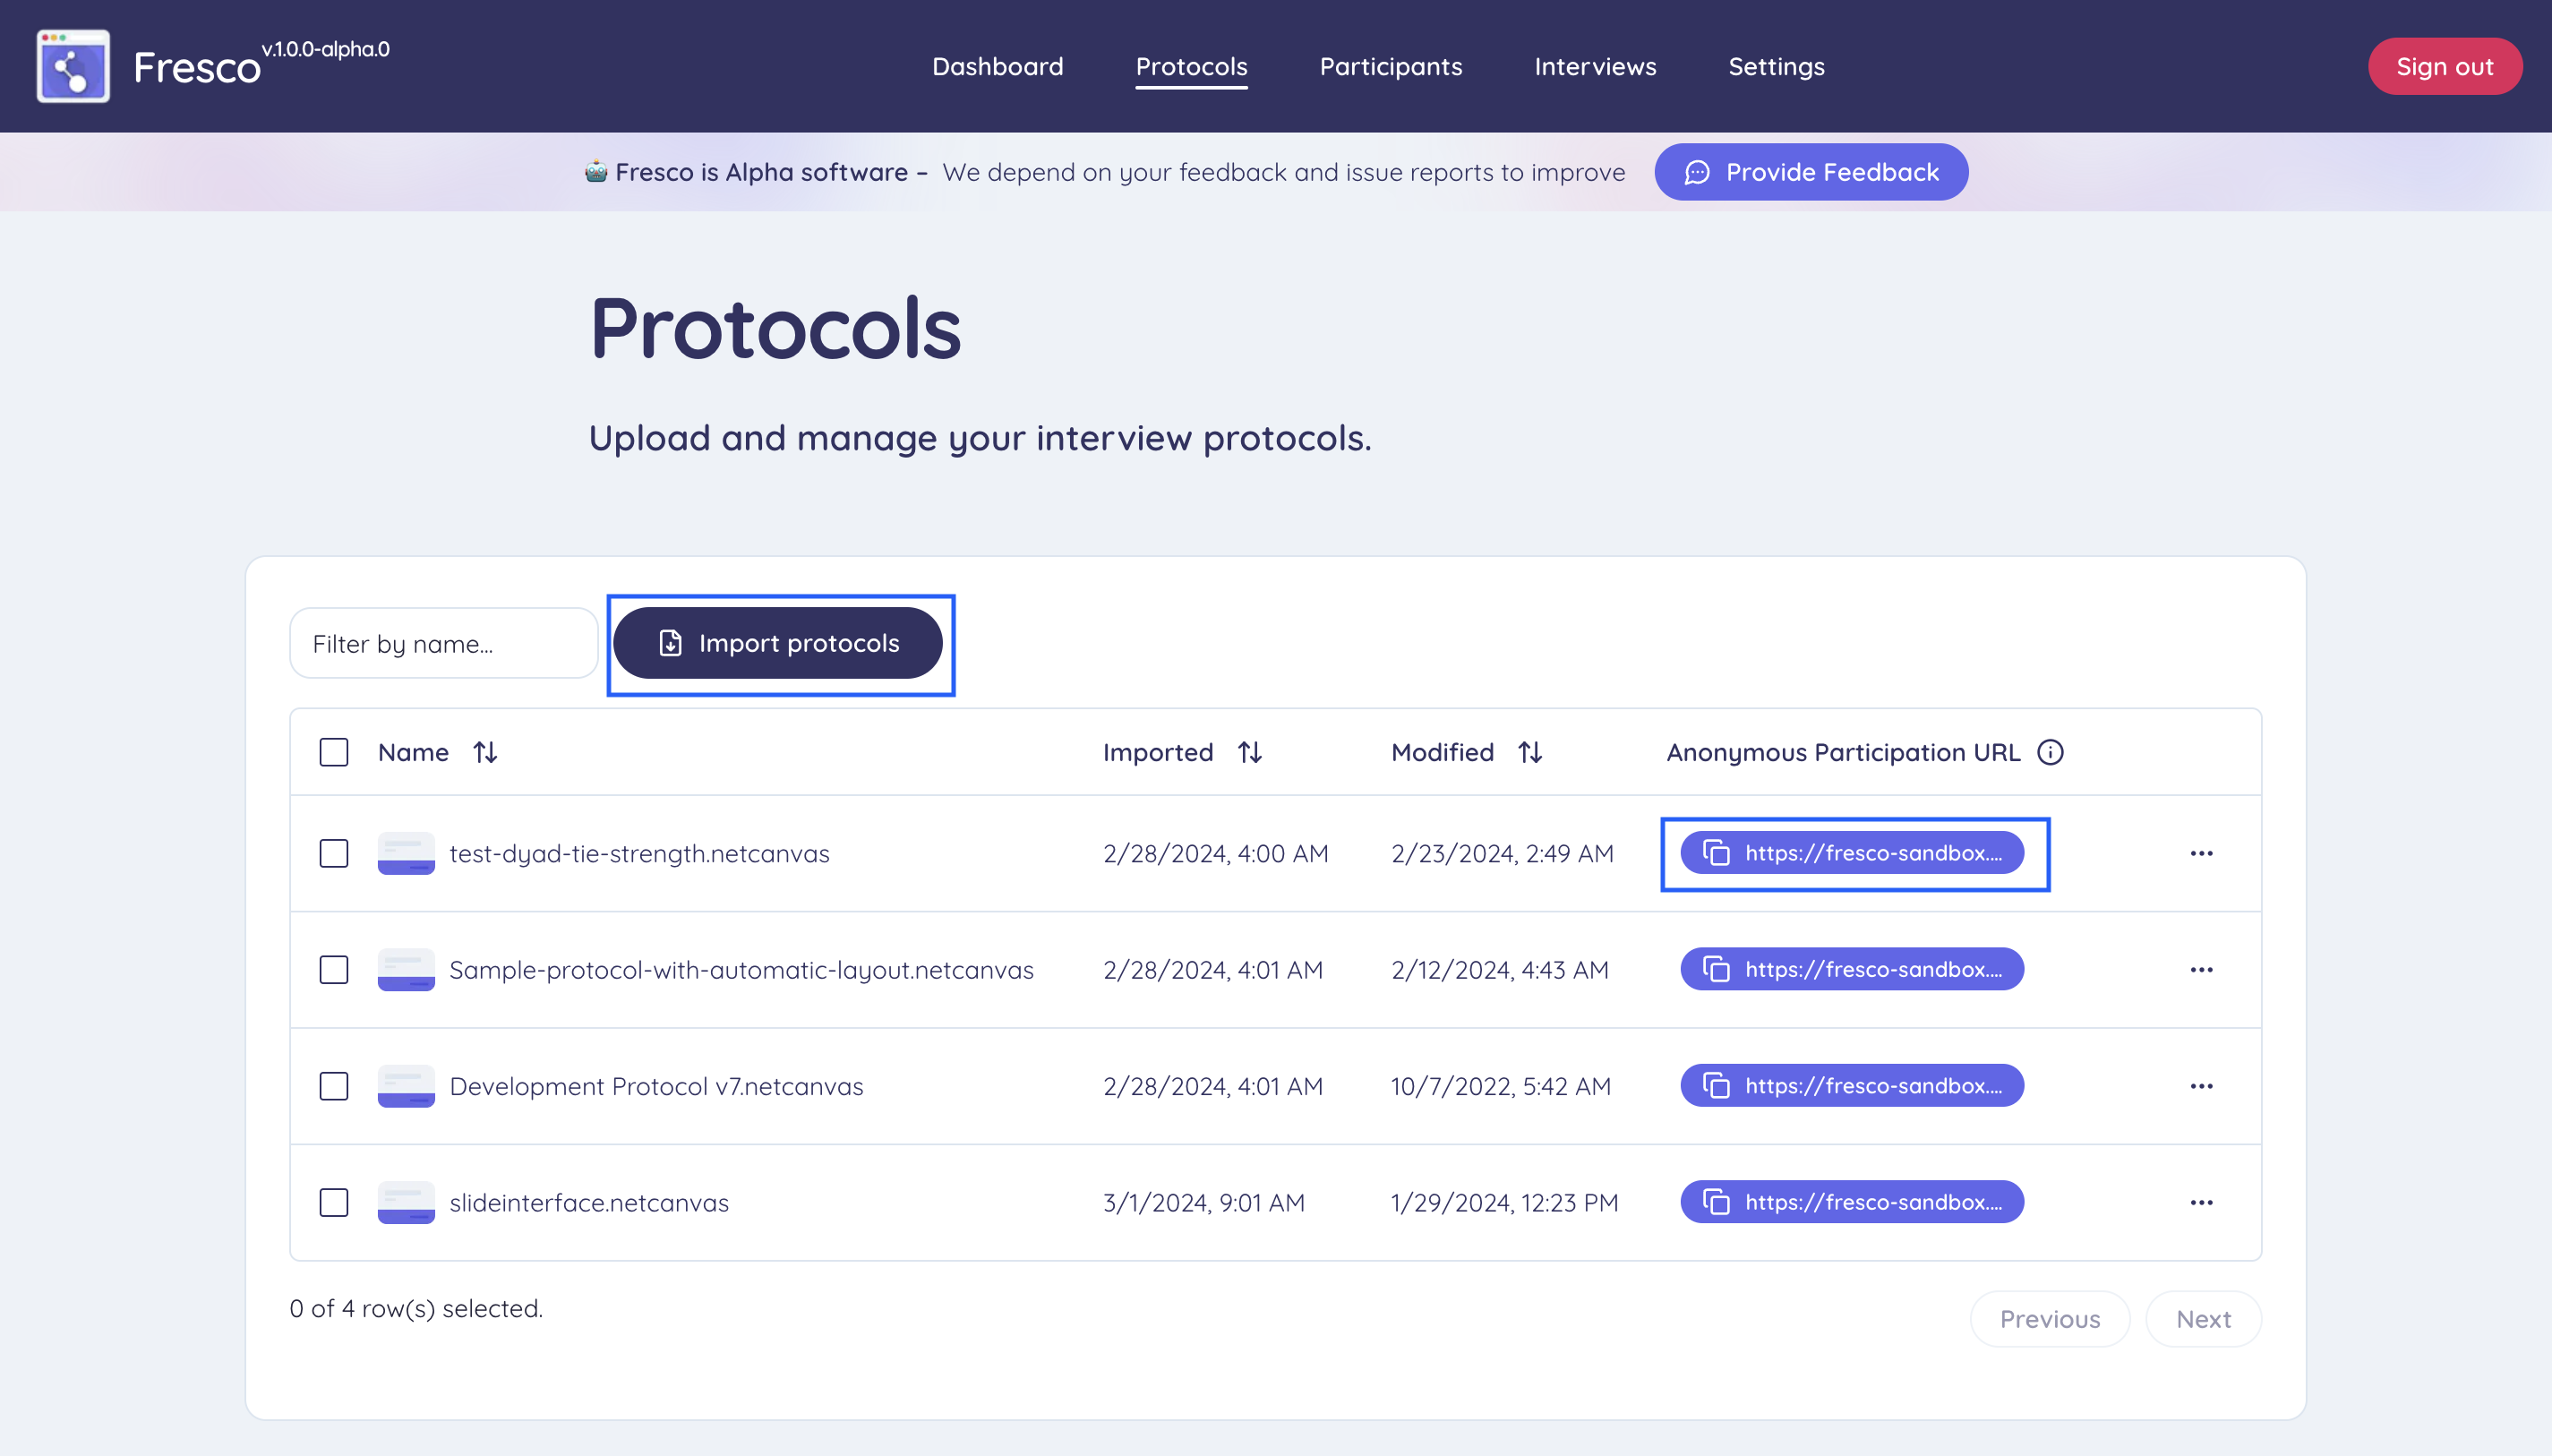 Fresco v.1.0.0-alpha.0 Dashboard Protocols Participants Interviews Settings Sign out
Fresco is Alpha software – We depend on your feedback and issue reports to improve Provide Feedback
Protocols
Upload and manage your interview protocols.
Filter by name... Import protocols
Name Imported Modified Anonymous Participation URL
test-dyad-tie-strength.netcanvas 2/28/2024, 4:00 AM 2/23/2024, 2:49 AM https://fresco-sandbox....
Sample-protocol-with-automatic-layout.netcanvas 2/28/2024, 4:01 AM 2/12/2024, 4:43 AM https://fresco-sandbox....
Development Protocol v7.netcanvas 2/28/2024, 4:01 AM 10/7/2022, 5:42 AM https://fresco-sandbox....
slideinterface.netcanvas 3/1/2024, 9:01 AM 1/29/2024, 12:23 PM https://fresco-sandbox....
0 of 4 row(s) selected. Previous Next